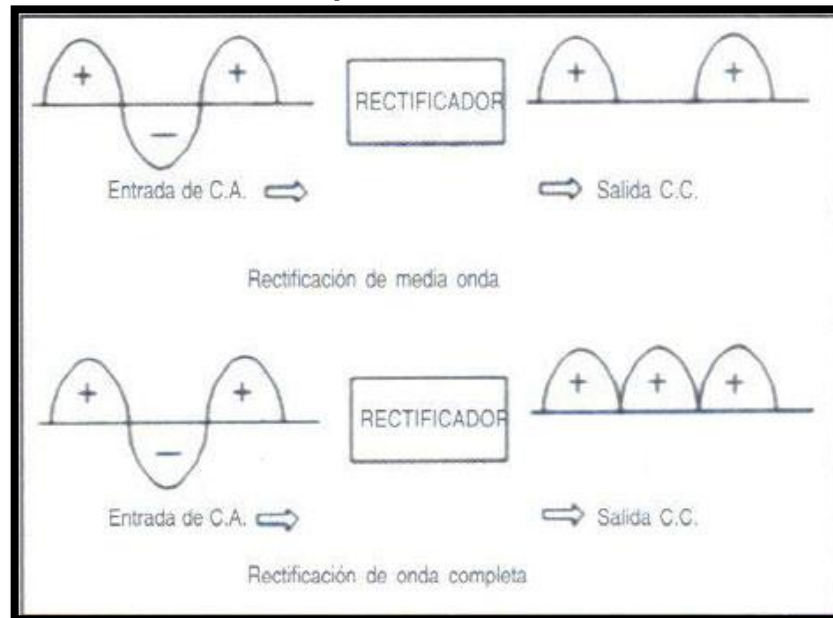 + + RECTIFICADOR + +
−
Entrada de C.A. ⇨ ⇨ Salida C.C.
Rectificación de media onda
+ + RECTIFICADOR + + +
−
Entrada de C.A. ⇨ ⇨ Salida C.C.
Rectificación de onda completa